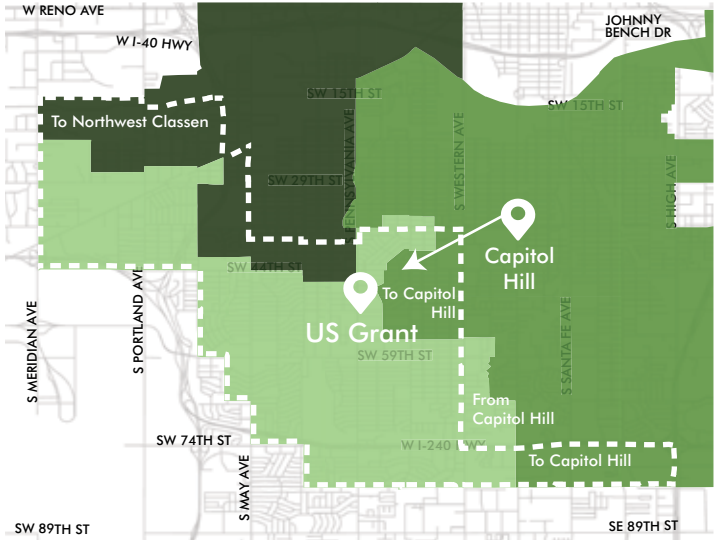 W RENO AVE
W I-40 HWY
JOHNNY
BENCH DR
SW 15TH ST
SW 15TH ST
To Northwest Classen
PENNSYLVANIA AVE
S WESTERN AVE
S HIGH AVE
SW 29TH ST
Capitol
Hill
SW 44TH ST
To Capitol
Hill
US Grant
S MERIDIAN AVE
S PORTLAND AVE
SW 59TH ST
S SANTA FE AVE
From
Capitol Hill
SW 74TH ST
W I-240 HWY
To Capitol Hill
S MAY AVE
SW 89TH ST
SE 89TH ST